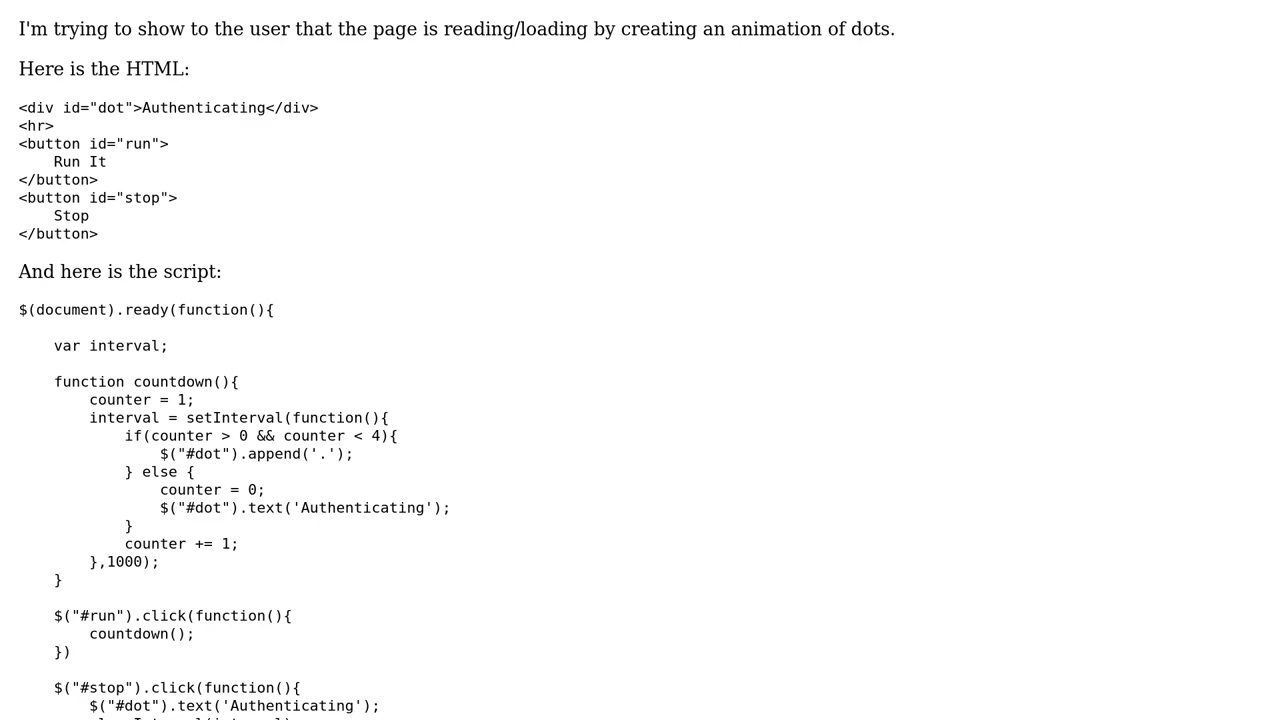 I'm trying to show to the user that the page is reading/loading by creating an animation of dots.
Here is the HTML:
<div id="dot">Authenticating</div>
<hr>
<button id="run">
    Run It
</button>
<button id="stop">
    Stop
</button>
And here is the script:
$(document).ready(function(){
    var interval;
    function countdown(){
        counter = 1;
        interval = setInterval(function(){
            if(counter > 0 && counter < 4){
                $("#dot").append('.');
            } else {
                counter = 0;
                $("#dot").text('Authenticating');
            }
            counter += 1;
        },1000);
    }
    $("#run").click(function(){
        countdown();
    })
    $("#stop").click(function(){
        $("#dot").text('Authenticating');